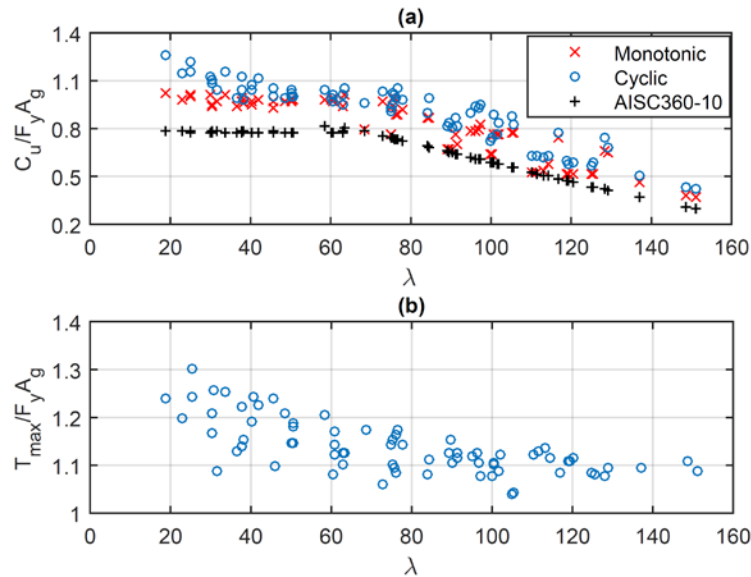 (a)
1.4
1.1
0.8
0.5
0.2
C_u/F_yA_g
Monotonic
Cyclic
AISC360-10
0 20 40 60 80 100 120 140 160
λ
(b)
1.4
1.3
1.2
1.1
1
T_max/F_yA_g
0 20 40 60 80 100 120 140 160
λ